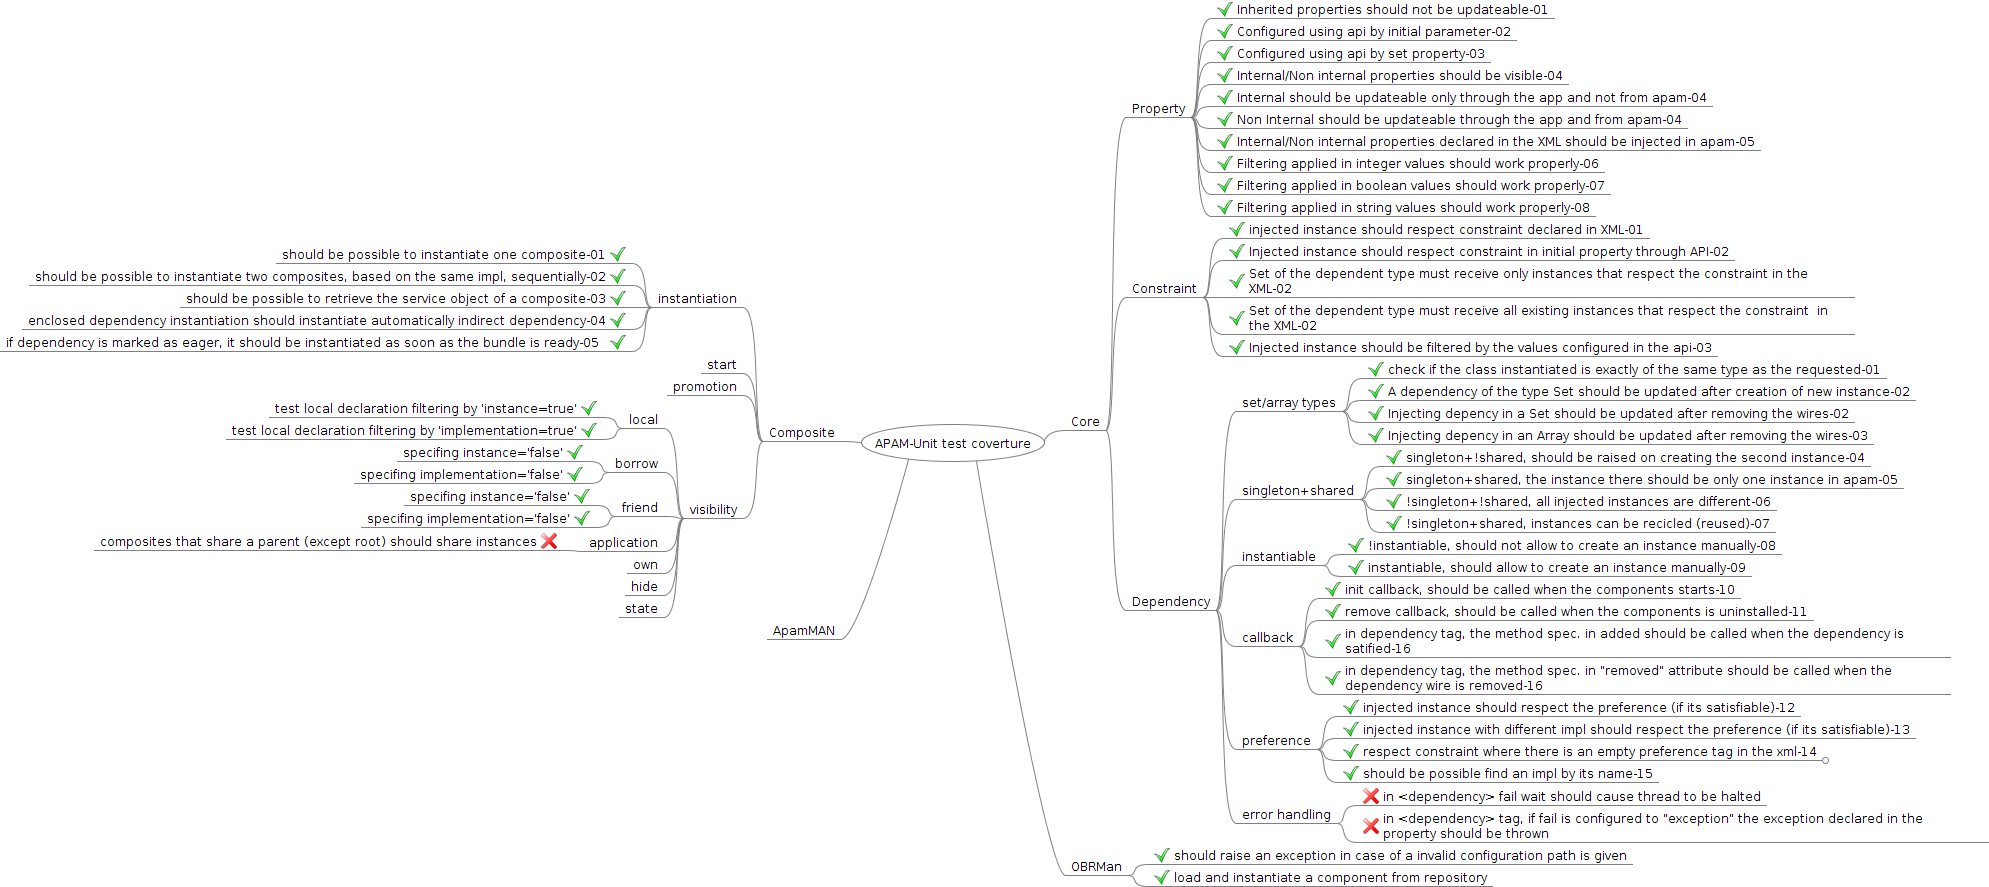 APAM-Unit test coverture
Core
Property
Inherited properties should not be updateable-01
Configured using api by initial parameter-02
Configured using api by set property-03
Internal/Non internal properties should be visible-04
Internal should be updateable only through the app and not from apam-04
Non Internal should be updateable through the app and from apam-04
Internal/Non internal properties declared in the XML should be injected in apam-05
Filtering applied in integer values should work properly-06
Filtering applied in boolean values should work properly-07
Filtering applied in string values should work properly-08
Constraint
injected instance should respect constraint declared in XML-01
Injected instance should respect constraint in initial property through API-02
Set of the dependent type must receive only instances that respect the constraint in the
XML-02
Set of the dependent type must receive all existing instances that respect the constraint  in
the XML-02
Injected instance should be filtered by the values configured in the api-03
Dependency
set/array types
check if the class instantiated is exactly of the same type as the requested-01
A dependency of the type Set should be updated after creation of new instance-02
Injecting depency in a Set should be updated after removing the wires-02
Injecting depency in an Array should be updated after removing the wires-03
singleton+shared
singleton+!shared, should be raised on creating the second instance-04
singleton+shared, the instance there should be only one instance in apam-05
!singleton+!shared, all injected instances are different-06
!singleton+shared, instances can be recicled (reused)-07
instantiable
!instantiable, should not allow to create an instance manually-08
instantiable, should allow to create an instance manually-09
callback
init callback, should be called when the components starts-10
remove callback, should be called when the components is uninstalled-11
in dependency tag, the method spec. in added should be called when the dependency is
satified-16
in dependency tag, the method spec. in "removed" attribute should be called when the
dependency wire is removed-16
preference
injected instance should respect the preference (if its satisfiable)-12
injected instance with different impl should respect the preference (if its satisfiable)-13
respect constraint where there is an empty preference tag in the xml-14
should be possible find an impl by its name-15
error handling
in <dependency> fail wait should cause thread to be halted
in <dependency> tag, if fail is configured to "exception" the exception declared in the
property should be thrown
OBRMan
should raise an exception in case of a invalid configuration path is given
load and instantiate a component from repository
Composite
instantiation
should be possible to instantiate one composite-01
should be possible to instantiate two composites, based on the same impl, sequentially-02
should be possible to retrieve the service object of a composite-03
enclosed dependency instantiation should instantiate automatically indirect dependency-04
if dependency is marked as eager, it should be instantiated as soon as the bundle is ready-05
start
promotion
visibility
local
test local declaration filtering by 'instance=true'
test local declaration filtering by 'implementation=true'
borrow
specifing instance='false'
specifing implementation='false'
friend
specifing instance='false'
specifing implementation='false'
application
composites that share a parent (except root) should share instances
own
hide
state
ApamMAN